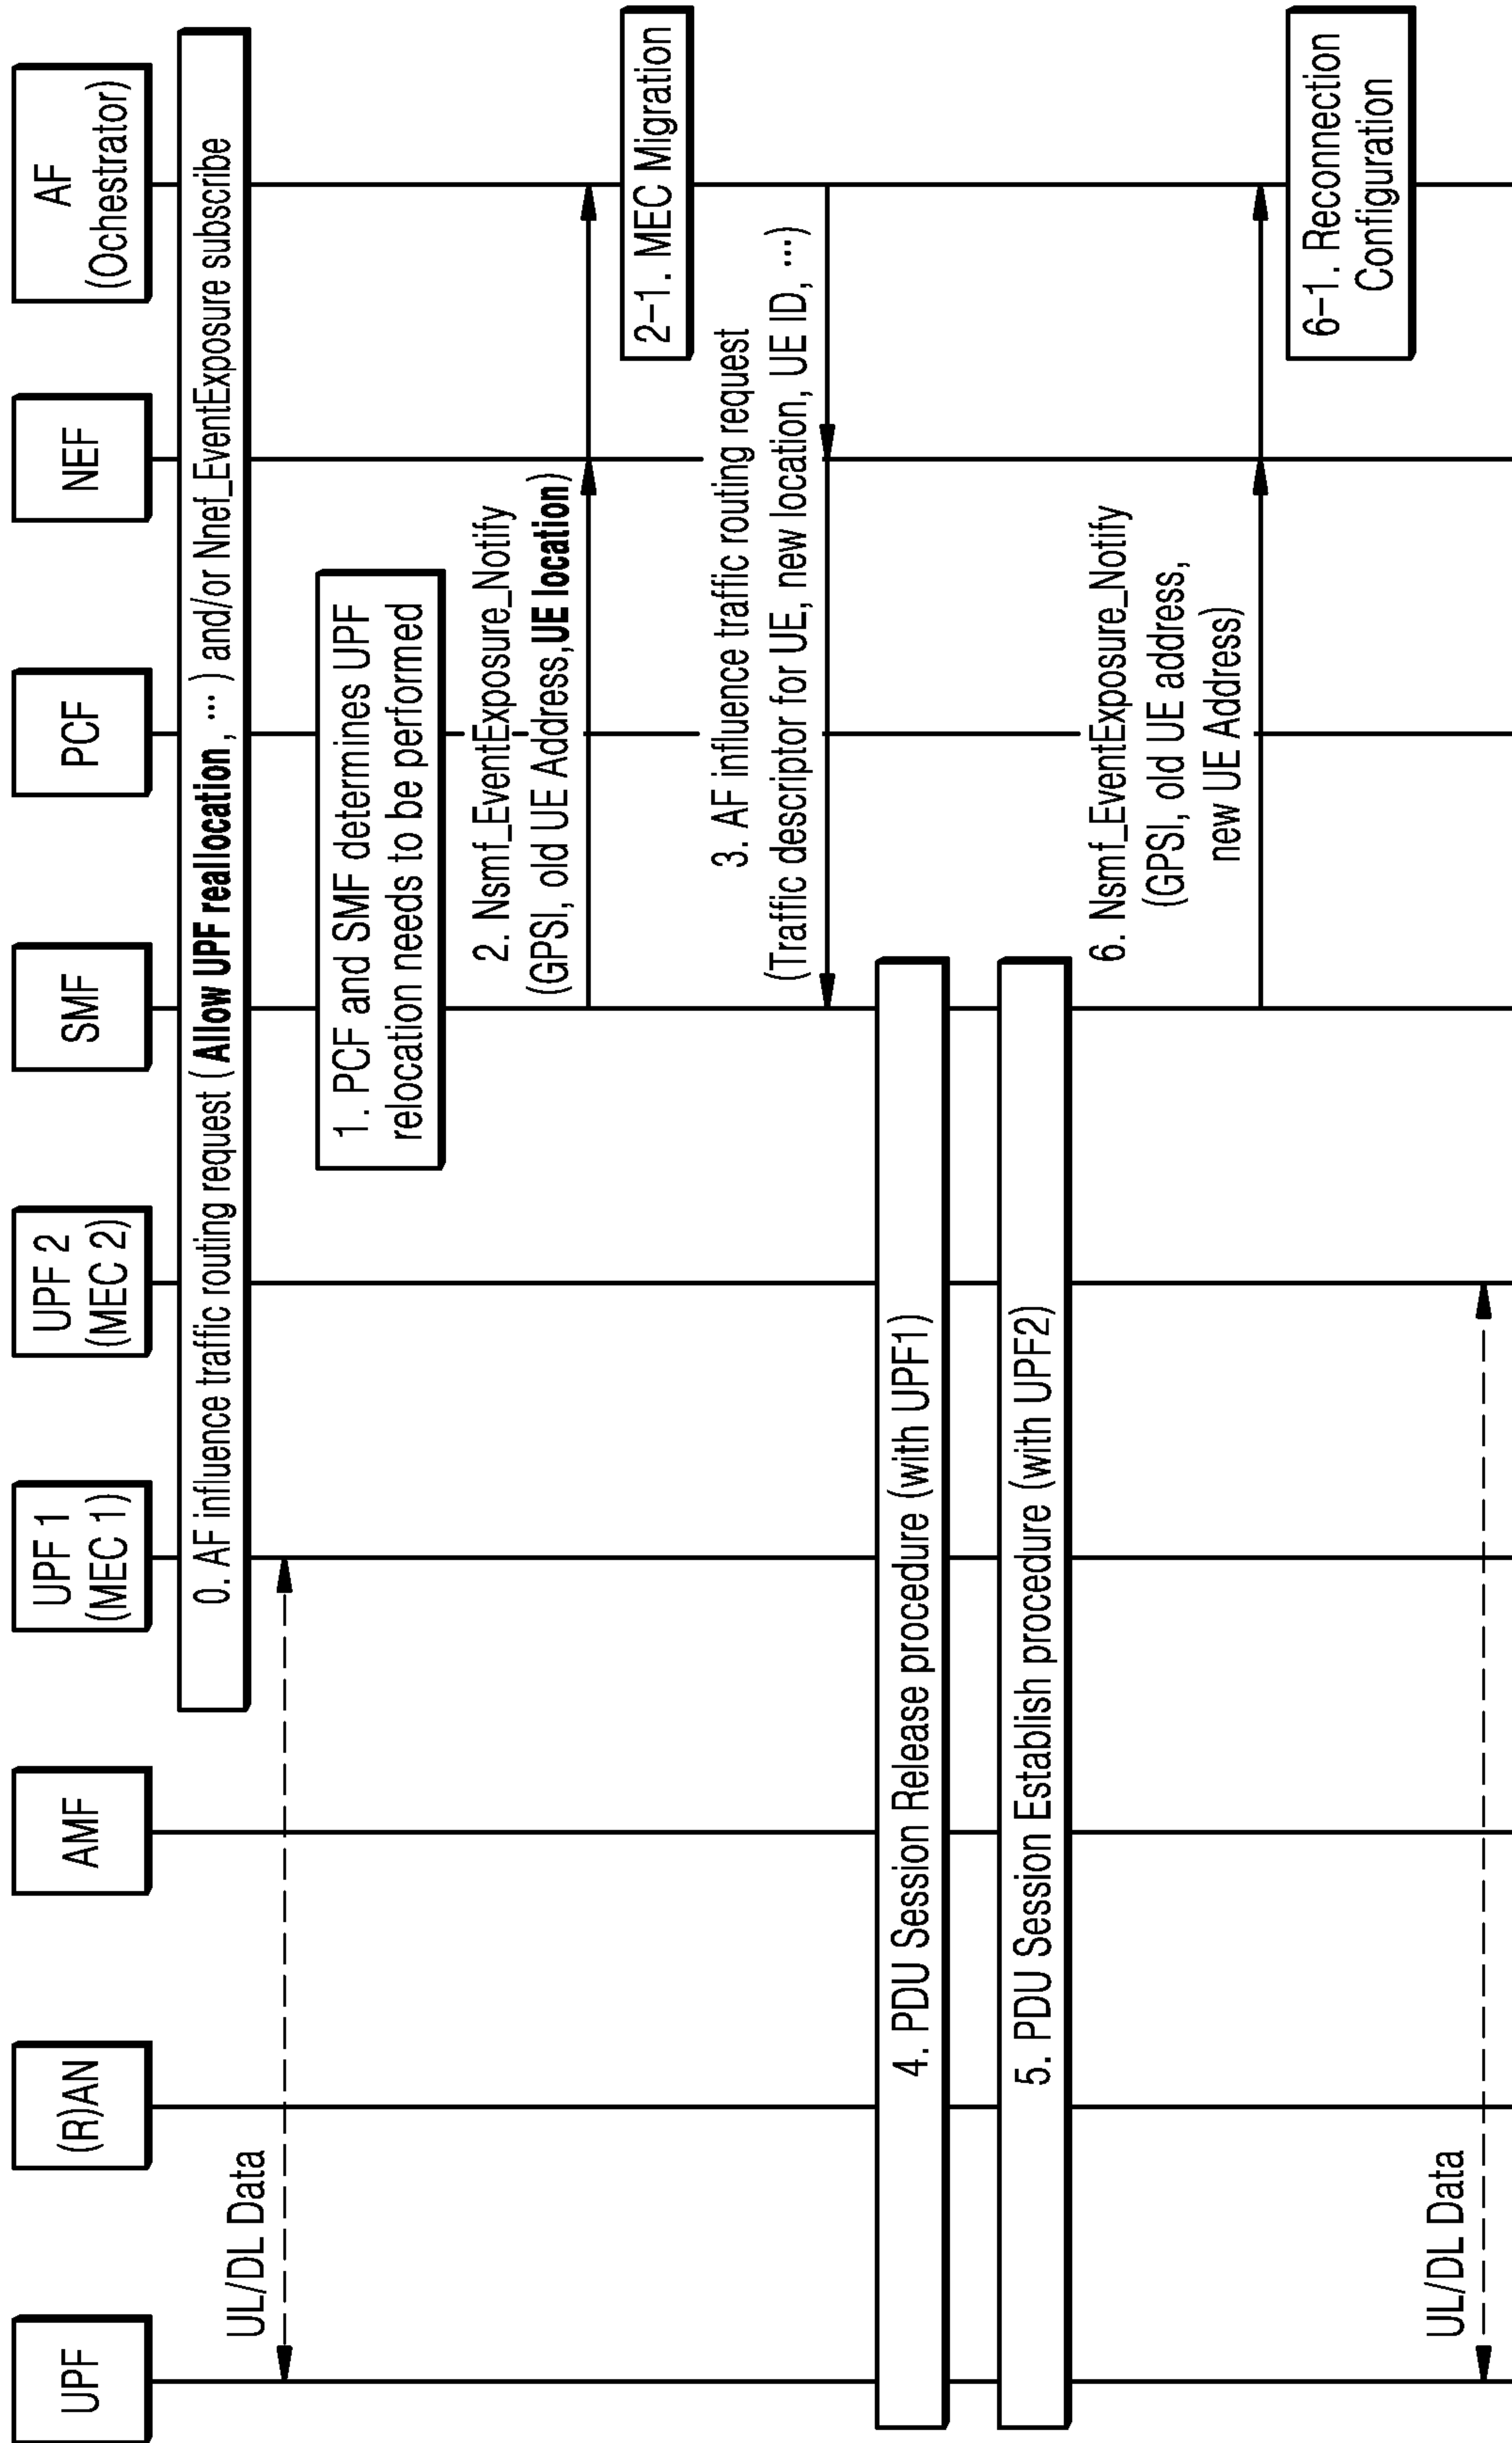 UPF
(R)AN
AMF
UPF 1
(MEC 1)
UPF 2
(MEC 2)
SMF
PCF
NEF
AF
(Ochestrator)
0. AF influence traffic routing request ( Allow UPF reallocation, ··· ) and/or Nnef_EventExposure subscribe
UL/DL Data
1. PCF and SMF determines UPF
relocation needs to be performed
2. Nsmf_EventExposure_Notify
(GPSI, old UE Address, UE location)
2-1. MEC Migration
3. AF influence traffic routing request
(Traffic descriptor for UE, new location, UE ID, ···)
4. PDU Session Release procedure (with UPF1)
5. PDU Session Establish procedure (with UPF2)
6. Nsmf_EventExposure_Notify
(GPSI, old UE address,
new UE Address)
6-1. Reconnection
Configuration
UL/DL Data